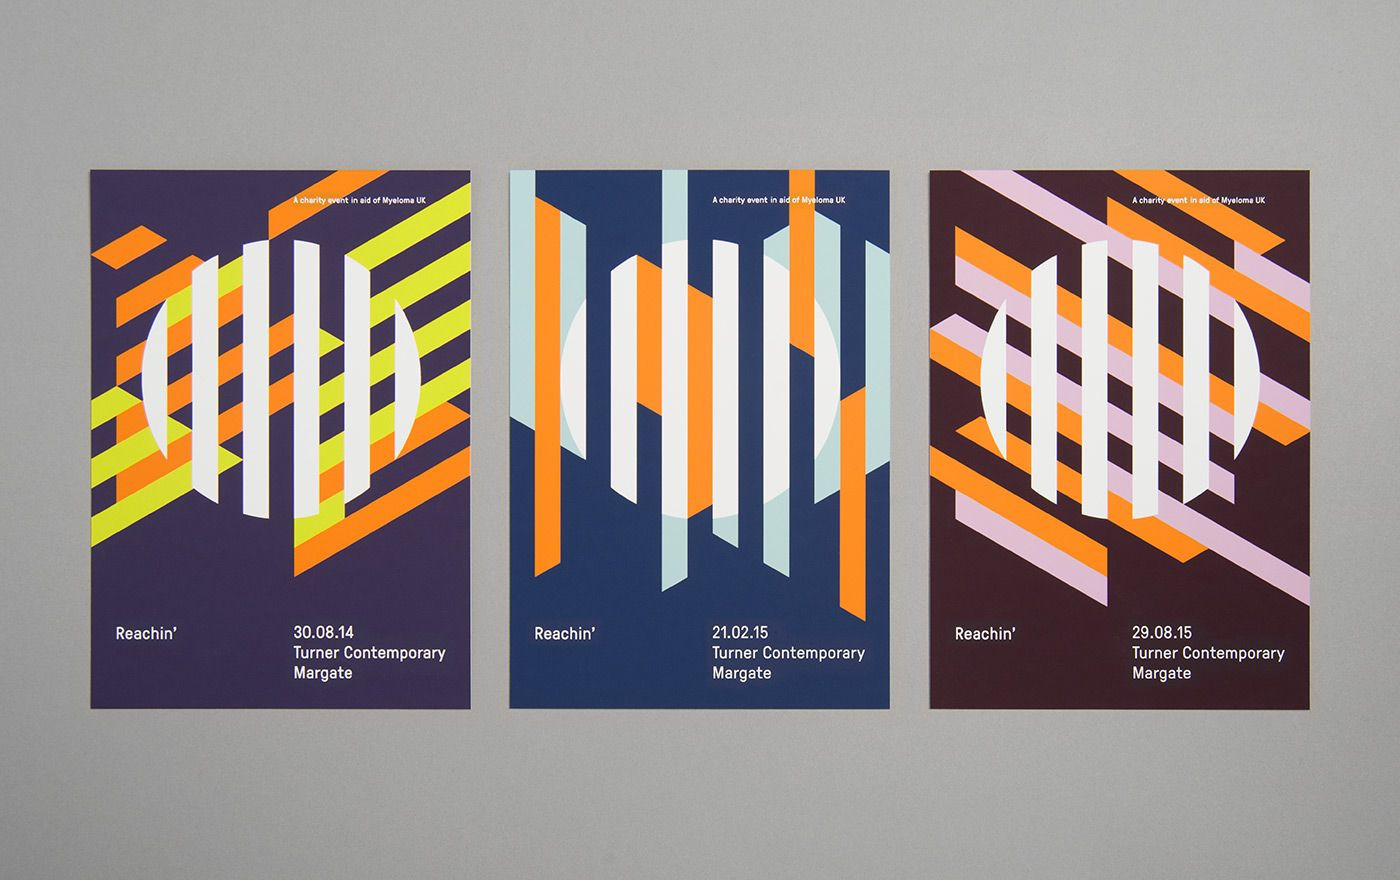 A charity event in aid of Myeloma UK
Reachin’
30.08.14
Turner Contemporary
Margate
A charity event in aid of Myeloma UK
Reachin’
21.02.15
Turner Contemporary
Margate
A charity event in aid of Myeloma UK
Reachin’
29.08.15
Turner Contemporary
Margate